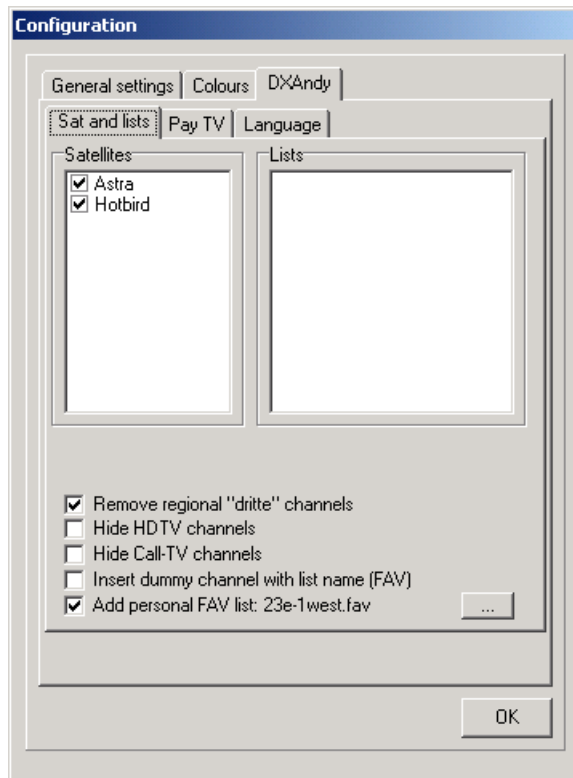 Configuration
General settings Colours DXAndy
Sat and lists Pay TV Language
Satellites Lists
Astra
Hotbird
Remove regional "dritte" channels
Hide HDTV channels
Hide Call-TV channels
Insert dummy channel with list name (FAV)
Add personal FAV list: 23e-1west.fav ...
OK